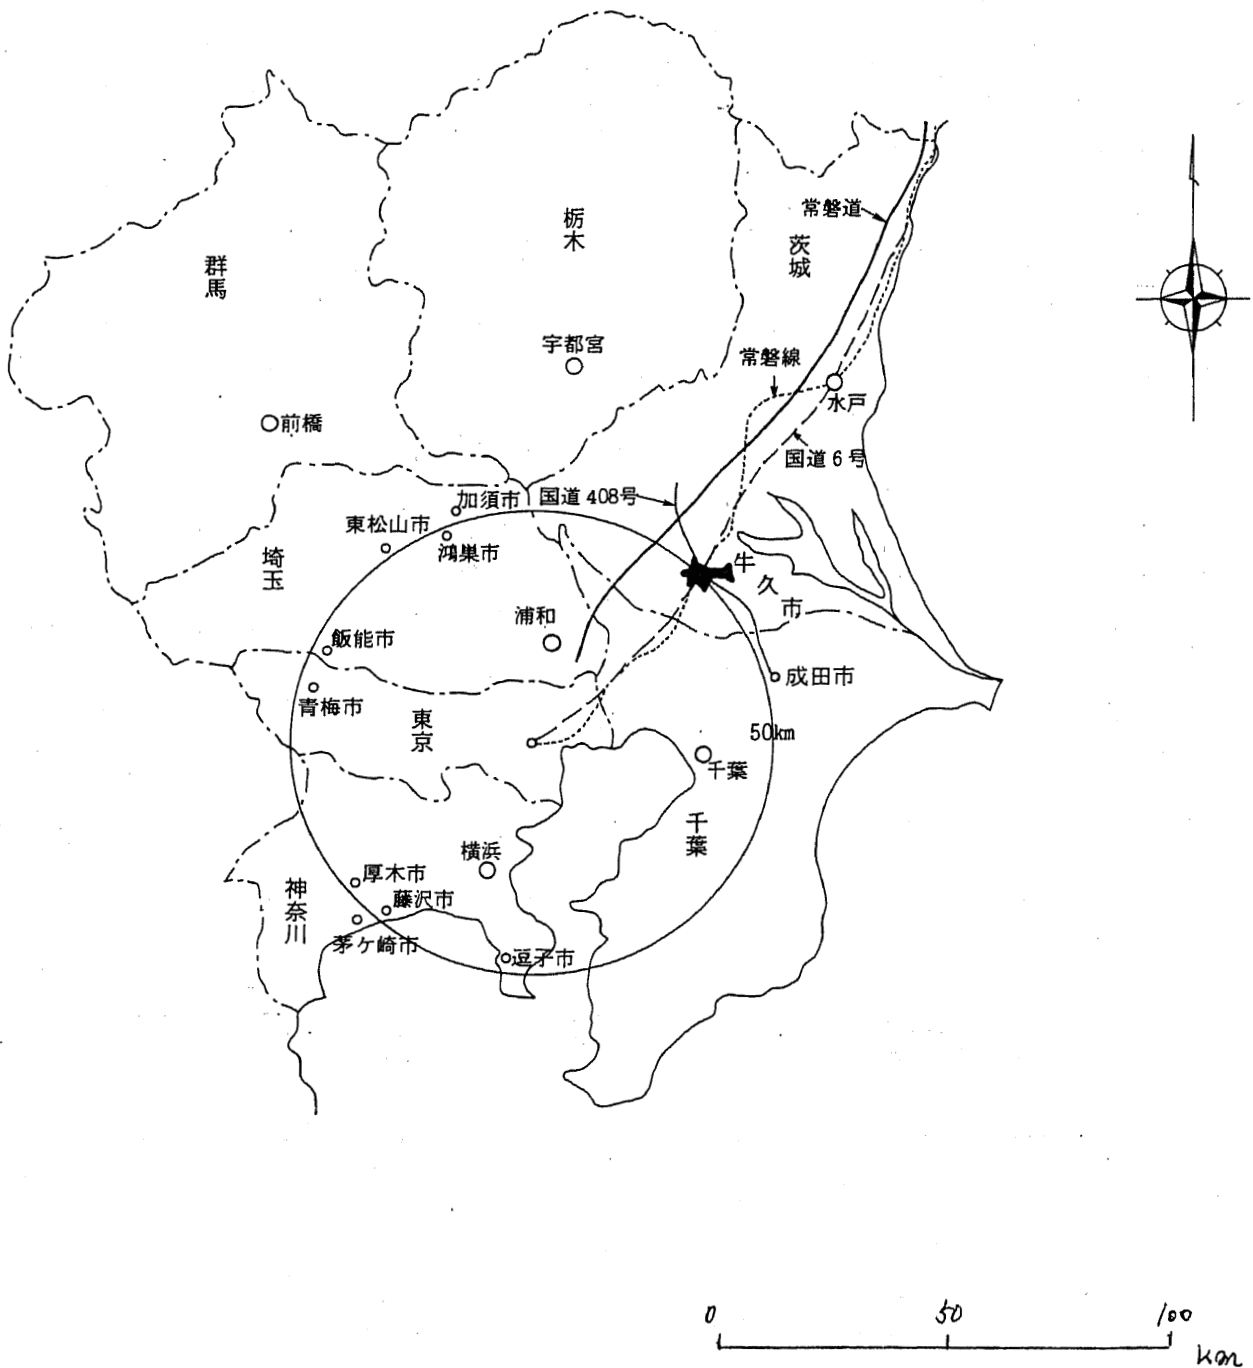 常磐道
栃木
茨城
群馬
宇都宮
常磐線
水戸
前橋
国道6号
加須市
国道408号
東松山市
鴻巣市
埼玉
牛久市
浦和
飯能市
成田市
青梅市
東京
50km
千葉
千葉
横浜
厚木市
神奈川
藤沢市
茅ケ崎市
逗子市
0 50 100
km